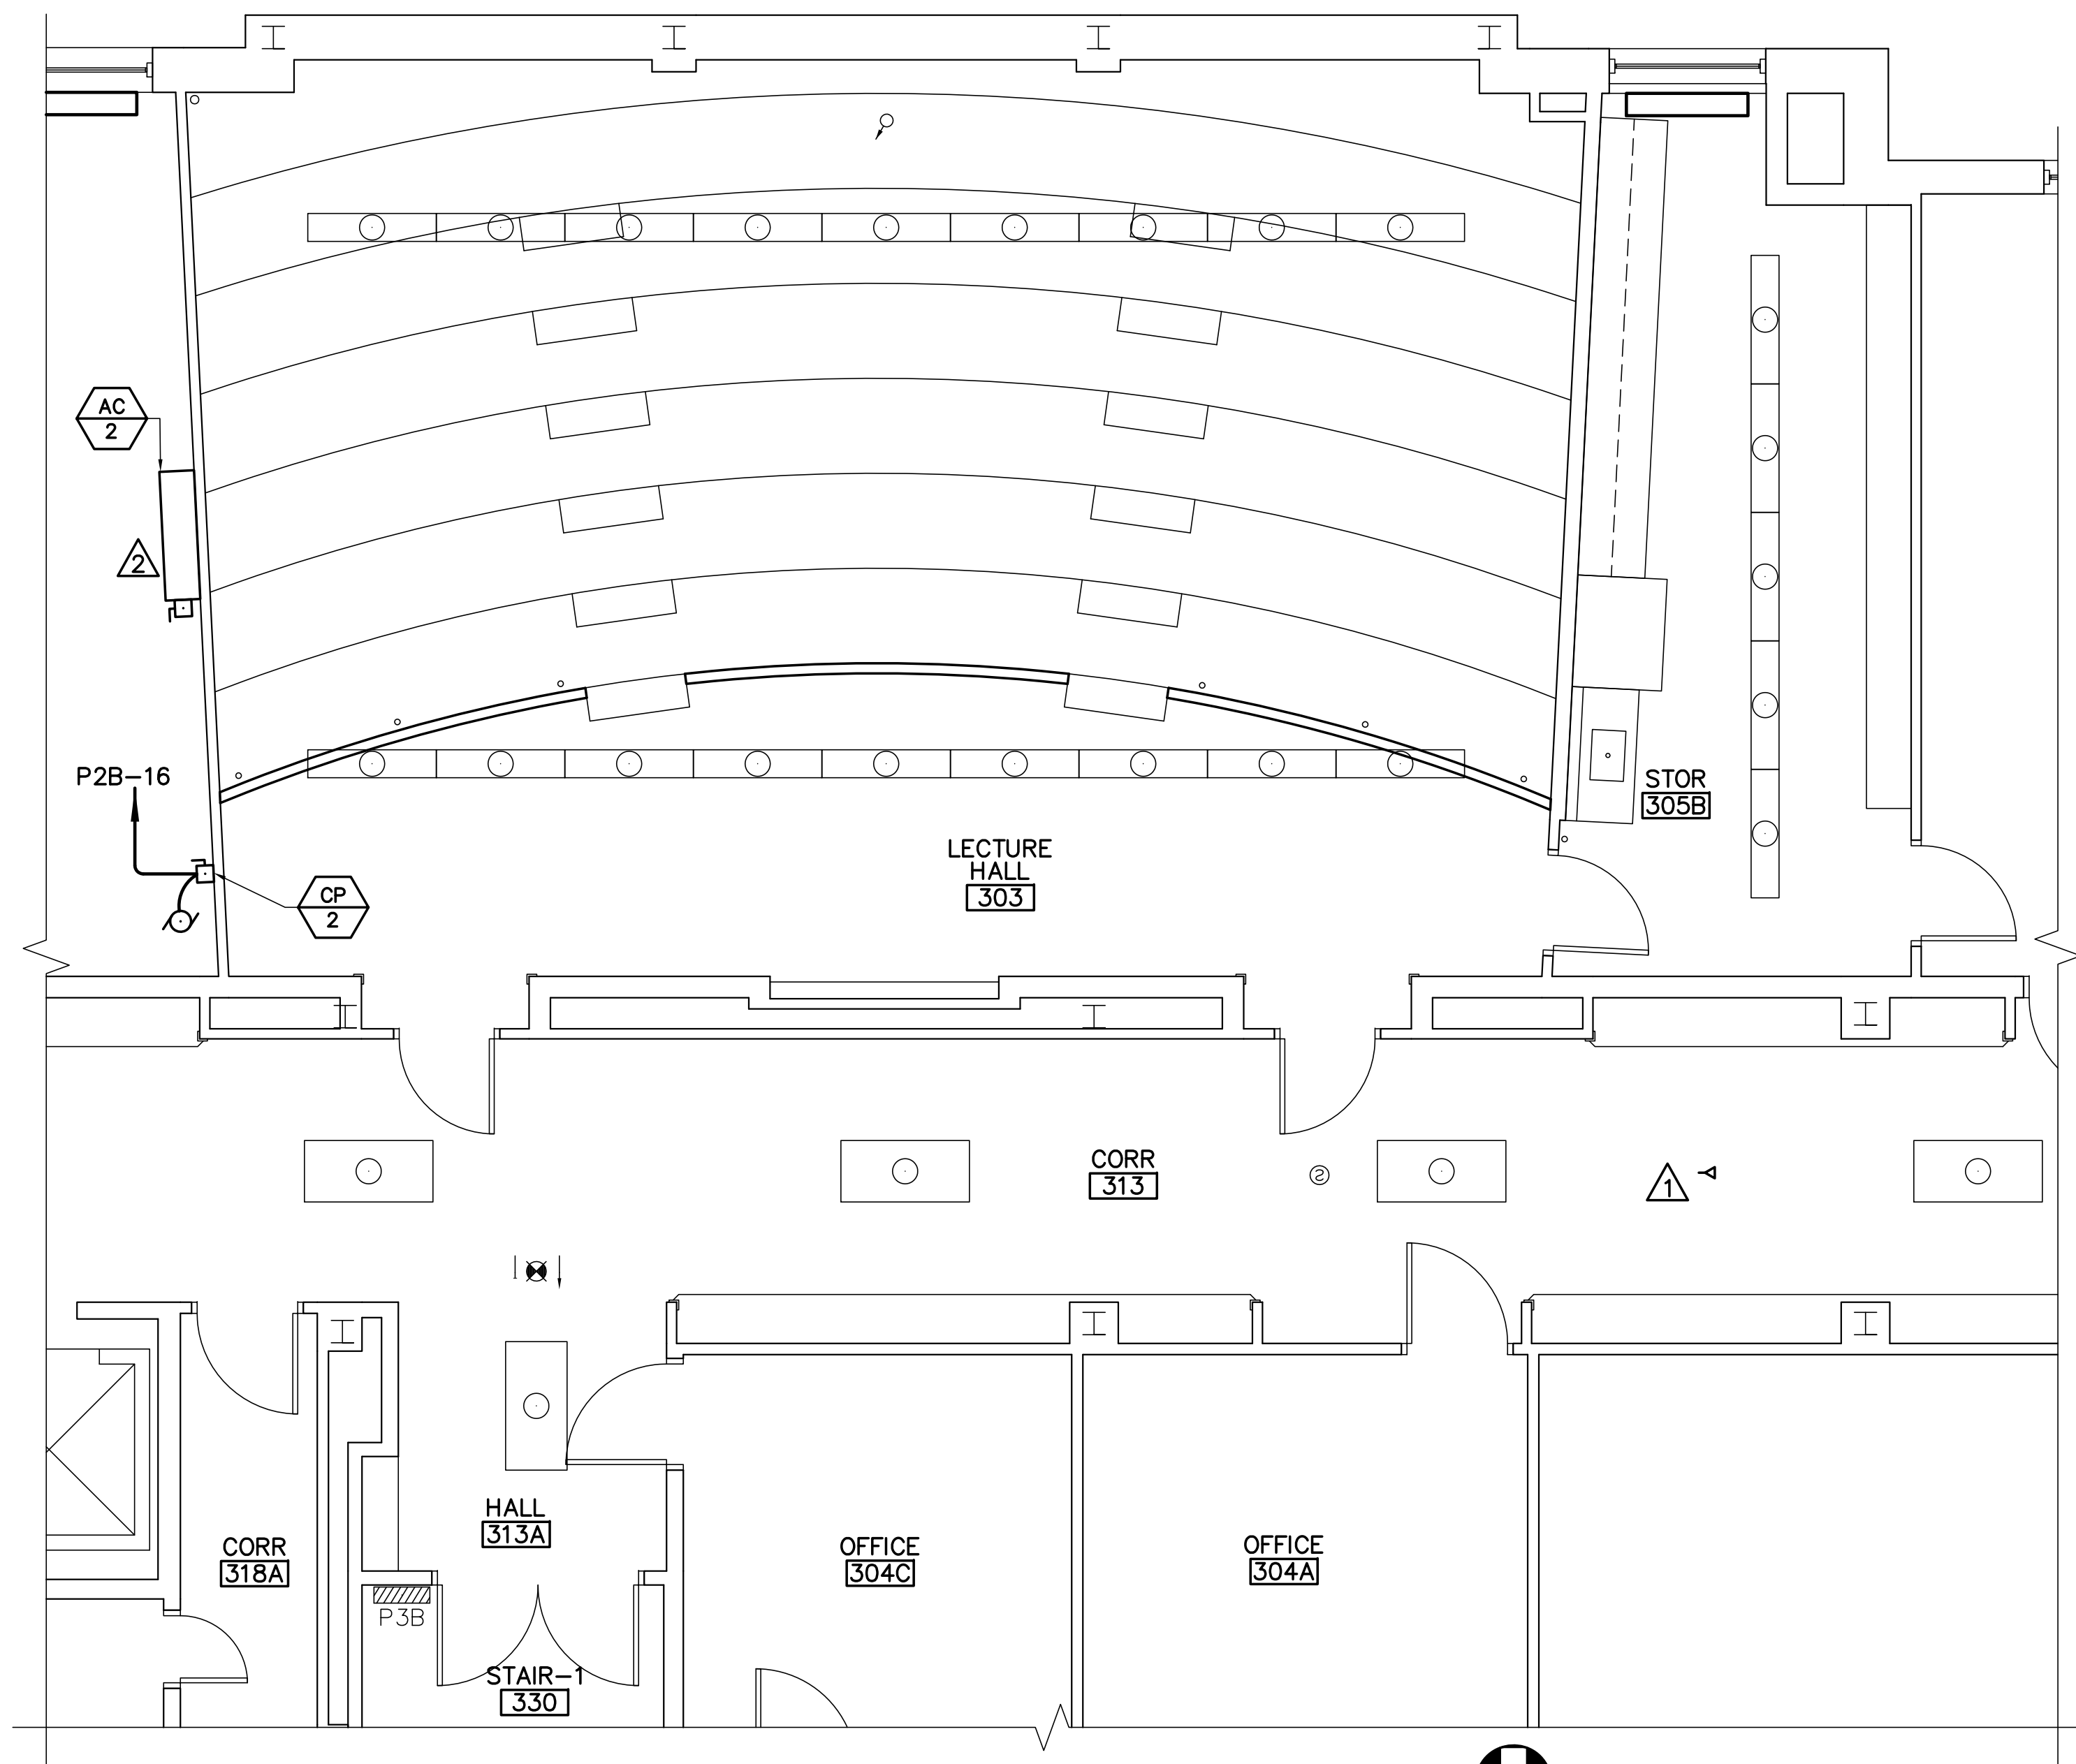 AC
2
2
P2B-16
CP
2
LECTURE
HALL
303
STOR
305B
CORR
313
S
1
HALL
313A
CORR
318A
OFFICE
304C
OFFICE
304A
P3B
STAIR-1
330